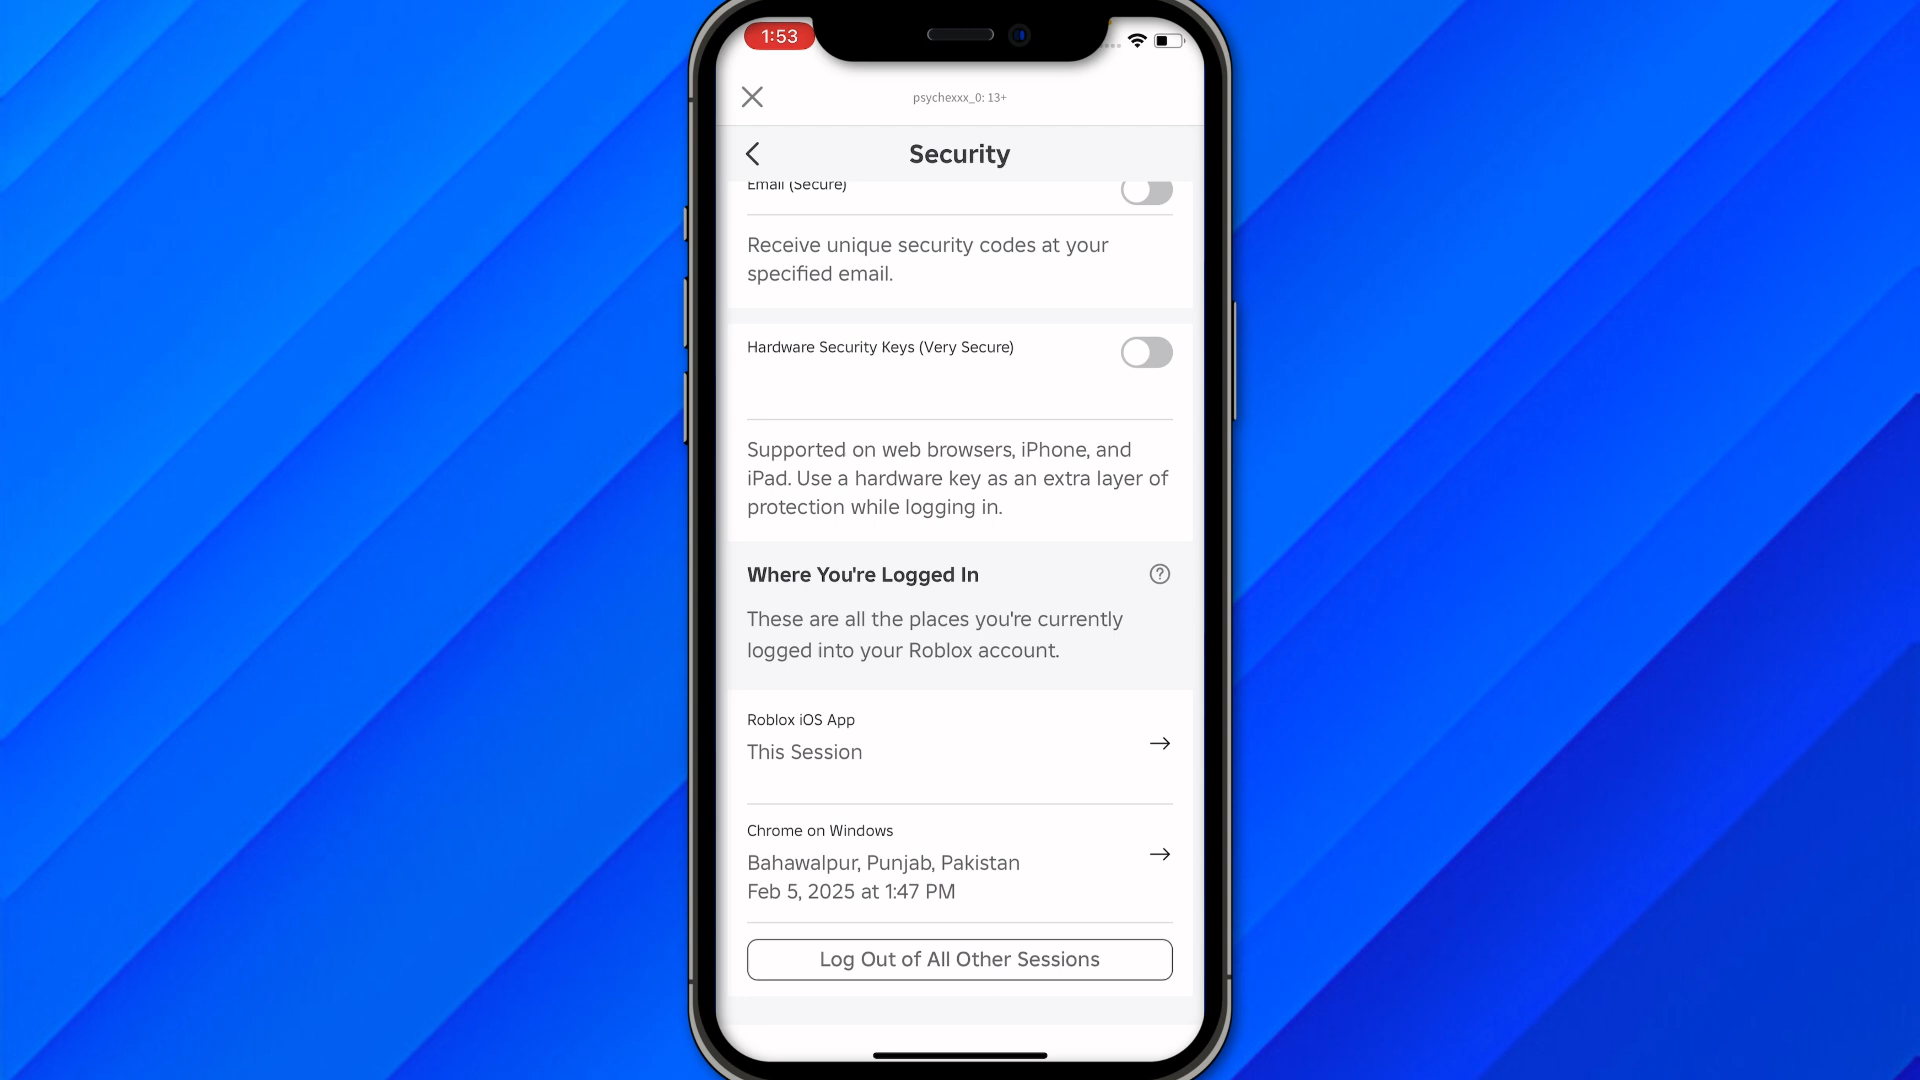 1:53
psychexxx_0: 13+
Security
Email (Secure)
Receive unique security codes at your
specified email.
Hardware Security Keys (Very Secure)
Supported on web browsers, iPhone, and
iPad. Use a hardware key as an extra layer of
protection while logging in.
Where You're Logged In
?
These are all the places you're currently
logged into your Roblox account.
Roblox iOS App
This Session
Chrome on Windows
Bahawalpur, Punjab, Pakistan
Feb 5, 2025 at 1:47 PM
Log Out of All Other Sessions